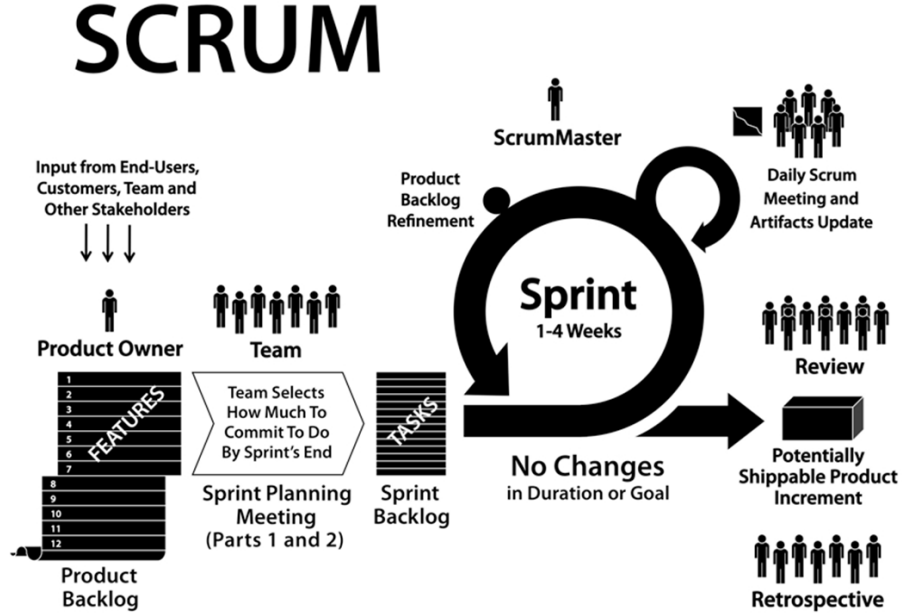 SCRUM
Input from End-Users,
Customers, Team and
Other Stakeholders
Product Owner
1
2
3
4
5
6
7
FEATURES
8
9
10
11
12
Product
Backlog
Team
Team Selects
How Much To
Commit To Do
By Sprint's End
Sprint Planning
Meeting
(Parts 1 and 2)
TASKS
Sprint
Backlog
ScrumMaster
Product
Backlog
Refinement
Sprint
1-4 Weeks
No Changes
in Duration or Goal
Daily Scrum
Meeting and
Artifacts Update
Review
Potentially
Shippable Product
Increment
Retrospective